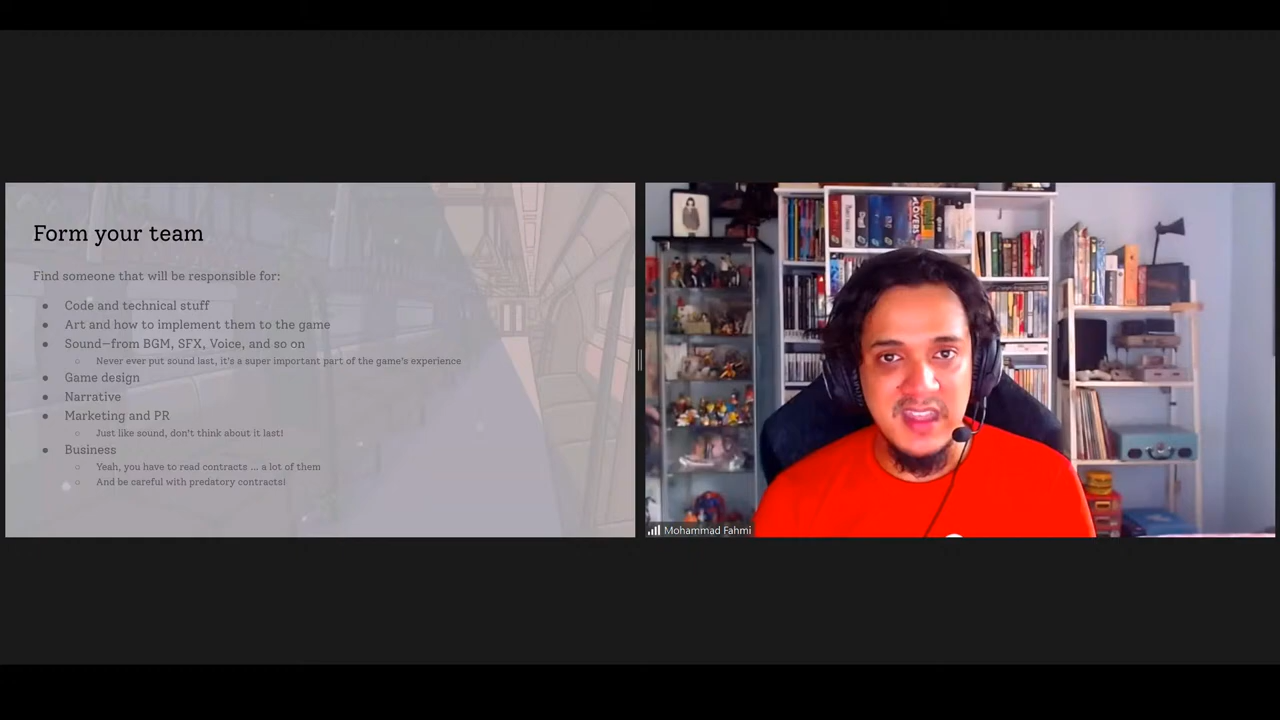 Form your team
Find someone that will be responsible for:
● Code and technical stuff
● Art and how to implement them to the game
● Sound—from BGM, SFX, Voice, and so on
○ Never ever put sound last, it's a super important part of the game's experience
● Game design
● Narrative
● Marketing and PR
○ Just like sound, don't think about it last!
● Business
○ Yeah, you have to read contracts ... a lot of them
○ And be careful with predatory contracts!
Mohammad Fahmi